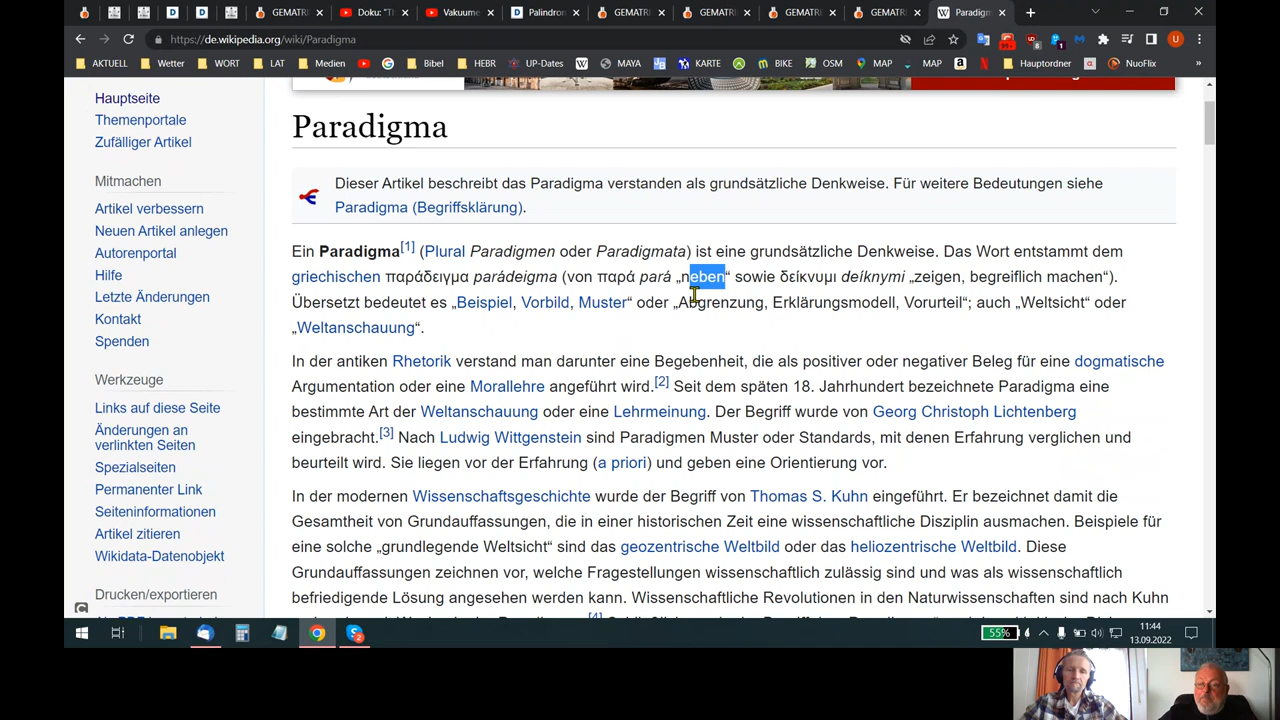 GEMATRI
Doku: "T
Vakuume
Palindron
GEMATRI
GEMATRI
GEMATRI
GEMATRI
Paradigm
https://de.wikipedia.org/wiki/Paradigma
AKTUELL
Wetter
WORT
LAT
Medien
Bibel
HEBR
UP-Dates
MAYA
KARTE
BIKE
OSM
MAP
MAP
Hauptordner
NuoFlix
Hauptseite
Themenportale
Zufälliger Artikel
Mitmachen
Artikel verbessern
Neuen Artikel anlegen
Autorenportal
Hilfe
Letzte Änderungen
Kontakt
Spenden
Werkzeuge
Links auf diese Seite
Änderungen an
verlinkten Seiten
Spezialseiten
Permanenter Link
Seiteninformationen
Artikel zitieren
Wikidata-Datenobjekt
Drucken/exportieren
Paradigma
Dieser Artikel beschreibt das Paradigma verstanden als grundsätzliche Denkweise. Für weitere Bedeutungen siehe
Paradigma (Begriffsklärung).
Ein Paradigma[1] (Plural Paradigmen oder Paradigmata) ist eine grundsätzliche Denkweise. Das Wort entstammt dem
griechischen παράδειγμα parádeigma (von παρά pará „neben“ sowie δείκνυμι deíknymi „zeigen, begreiflich machen“).
Übersetzt bedeutet es „Beispiel, Vorbild, Muster“ oder „Abgrenzung, Erklärungsmodell, Vorurteil“; auch „Weltsicht“ oder
„Weltanschauung“.
In der antiken Rhetorik verstand man darunter eine Begebenheit, die als positiver oder negativer Beleg für eine dogmatische
Argumentation oder eine Morallehre angeführt wird.[2] Seit dem späten 18. Jahrhundert bezeichnete Paradigma eine
bestimmte Art der Weltanschauung oder eine Lehrmeinung. Der Begriff wurde von Georg Christoph Lichtenberg
eingebracht.[3] Nach Ludwig Wittgenstein sind Paradigmen Muster oder Standards, mit denen Erfahrung verglichen und
beurteilt wird. Sie liegen vor der Erfahrung (a priori) und geben eine Orientierung vor.
In der modernen Wissenschaftsgeschichte wurde der Begriff von Thomas S. Kuhn eingeführt. Er bezeichnet damit die
Gesamtheit von Grundauffassungen, die in einer historischen Zeit eine wissenschaftliche Disziplin ausmachen. Beispiele für
eine solche „grundlegende Weltsicht“ sind das geozentrische Weltbild oder das heliozentrische Weltbild. Diese
Grundauffassungen zeichnen vor, welche Fragestellungen wissenschaftlich zulässig sind und was als wissenschaftlich
befriedigende Lösung angesehen werden kann. Wissenschaftliche Revolutionen in den Naturwissenschaften sind nach Kuhn
[4]
55%
11:44
13.09.2022